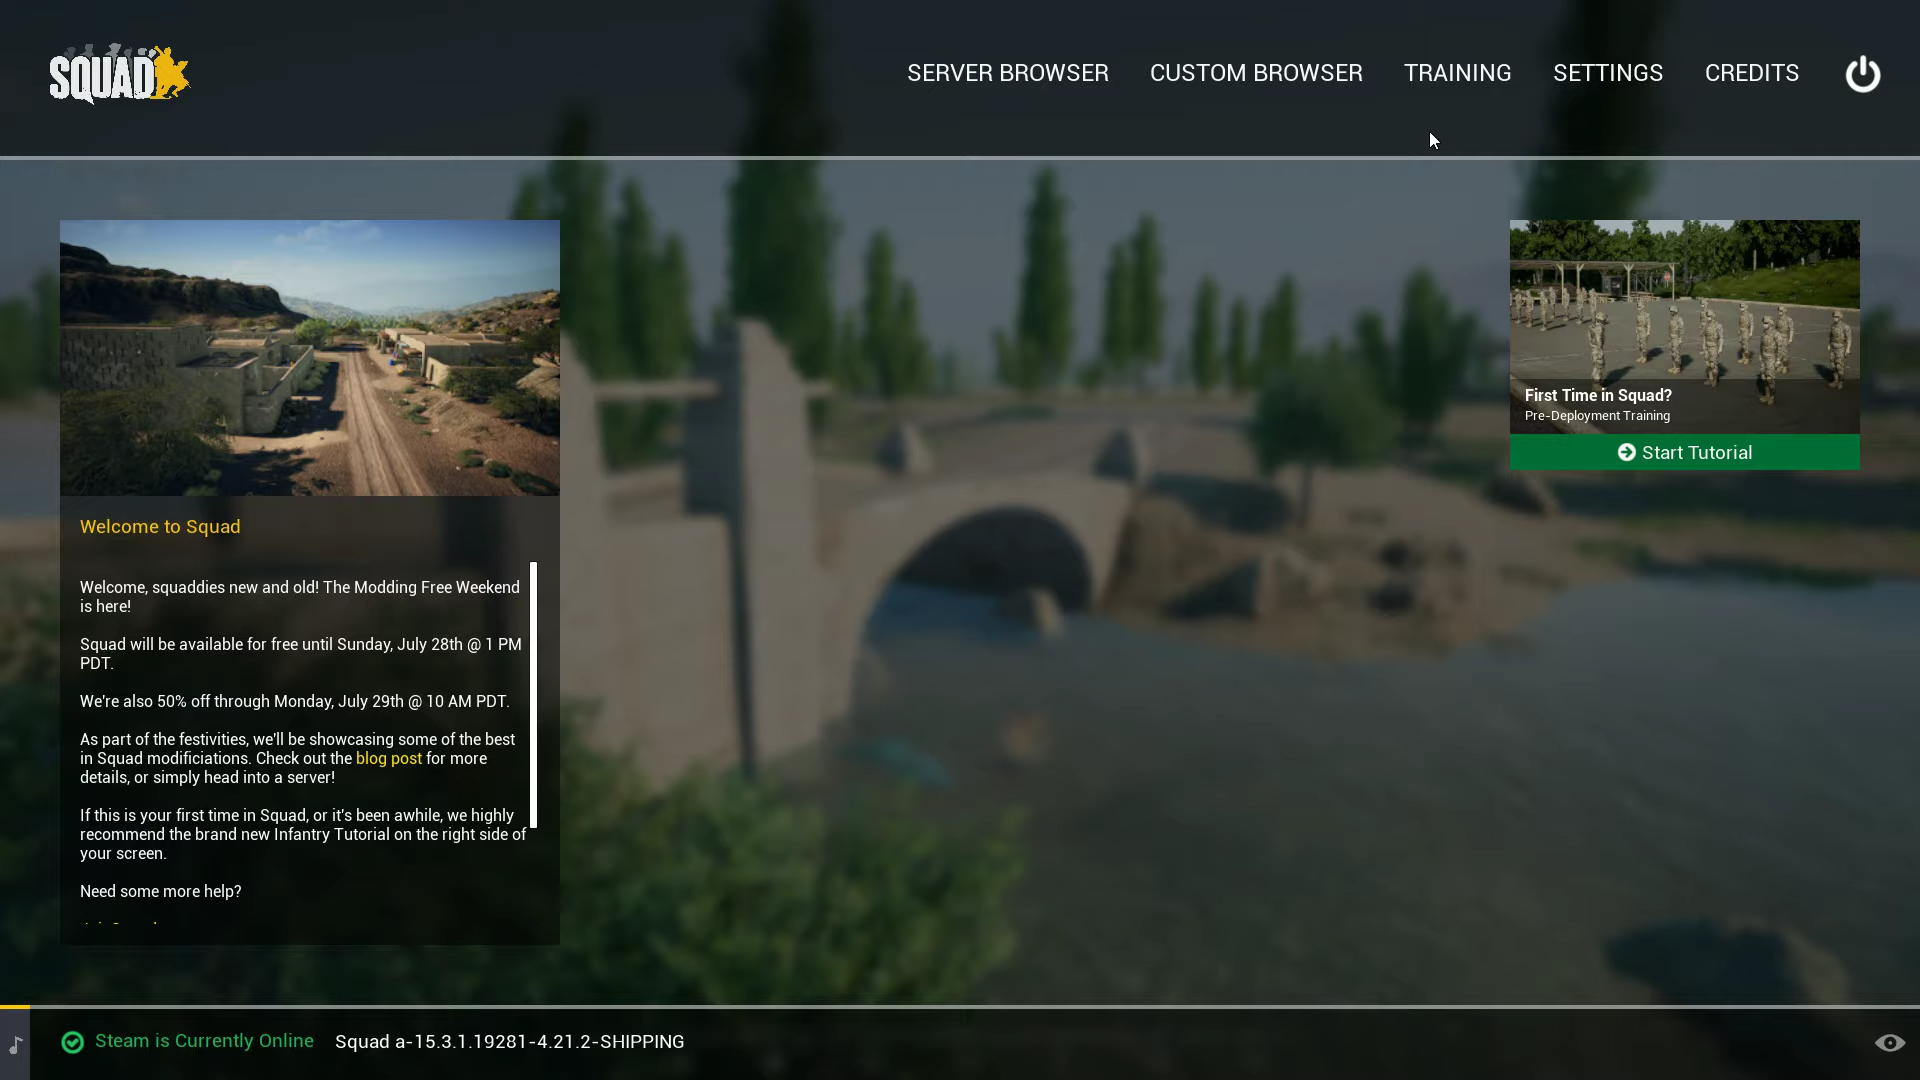 SQUAD
SERVER BROWSER
CUSTOM BROWSER
TRAINING
SETTINGS
CREDITS
First Time in Squad?
Pre-Deployment Training
Start Tutorial
Welcome to Squad
Welcome, squaddies new and old! The Modding Free Weekend
is here!
Squad will be available for free until Sunday, July 28th @ 1 PM
PDT.
We're also 50% off through Monday, July 29th @ 10 AM PDT.
As part of the festivities, we'll be showcasing some of the best
in Squad modificiations. Check out the blog post for more
details, or simply head into a server!
If this is your first time in Squad, or it's been awhile, we highly
recommend the brand new Infantry Tutorial on the right side of
your screen.
Need some more help?
Steam is Currently Online
Squad a-15.3.1.19281-4.21.2-SHIPPING